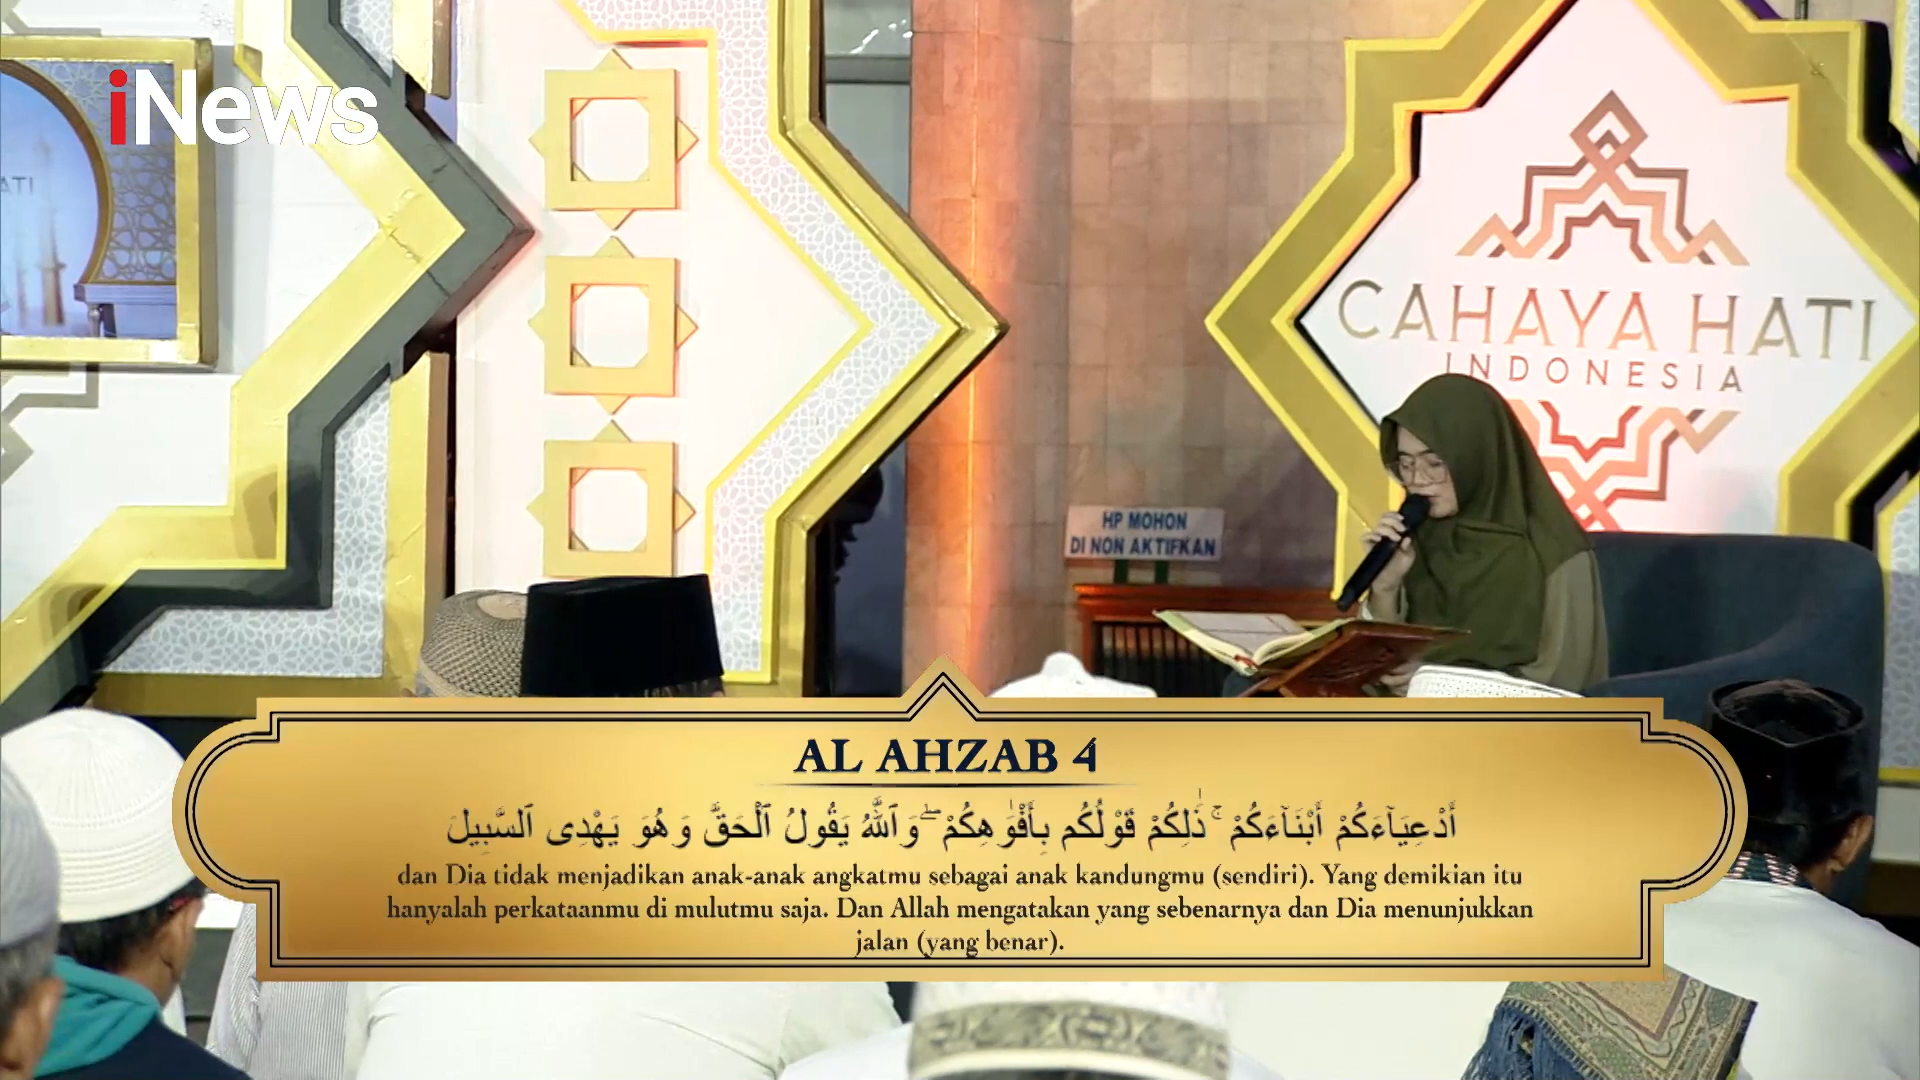 iNews
ATI
CAHAYA HATI
INDONESIA
HP MOHON
DI NON AKTIFKAN
AL AHZAB 4
أَدْعِيَآءَكُمْ أَبْنَآءَكُمْ ۚ ذَٰلِكُمْ قَوْلُكُم بِأَفْوَٰهِكُمْ ۖ وَٱللَّهُ يَقُولُ ٱلْحَقَّ وَهُوَ يَهْدِى ٱلسَّبِيلَ
dan Dia tidak menjadikan anak-anak angkatmu sebagai anak kandungmu (sendiri). Yang demikian itu
hanyalah perkataanmu di mulutmu saja. Dan Allah mengatakan yang sebenarnya dan Dia menunjukkan
jalan (yang benar).